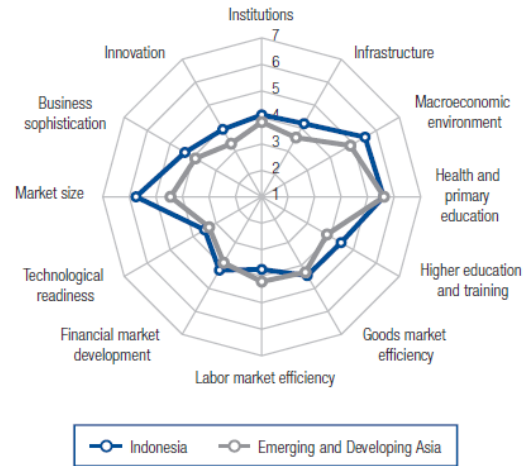 Institutions
7
6
5
4
3
2
1
Infrastructure
Macroeconomic
environment
Health and
primary
education
Higher education
and training
Goods market
efficiency
Labor market efficiency
Financial market
development
Technological
readiness
Market size
Business
sophistication
Innovation
Indonesia
Emerging and Developing Asia